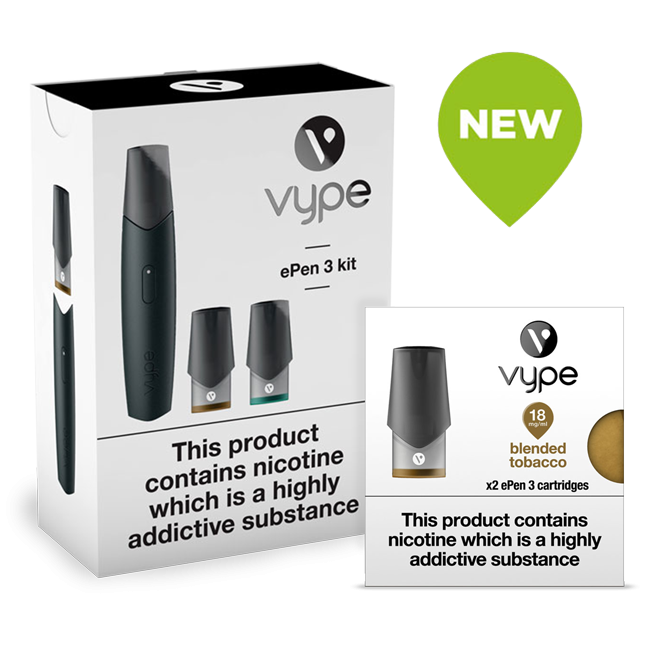 NEW
vype
ePen 3 kit
vype
This product
contains nicotine
which is a highly
addictive substance
vype
18
mg/ml
blended
tobacco
x2 ePen 3 cartridges
This product contains
nicotine which is a highly
addictive substance